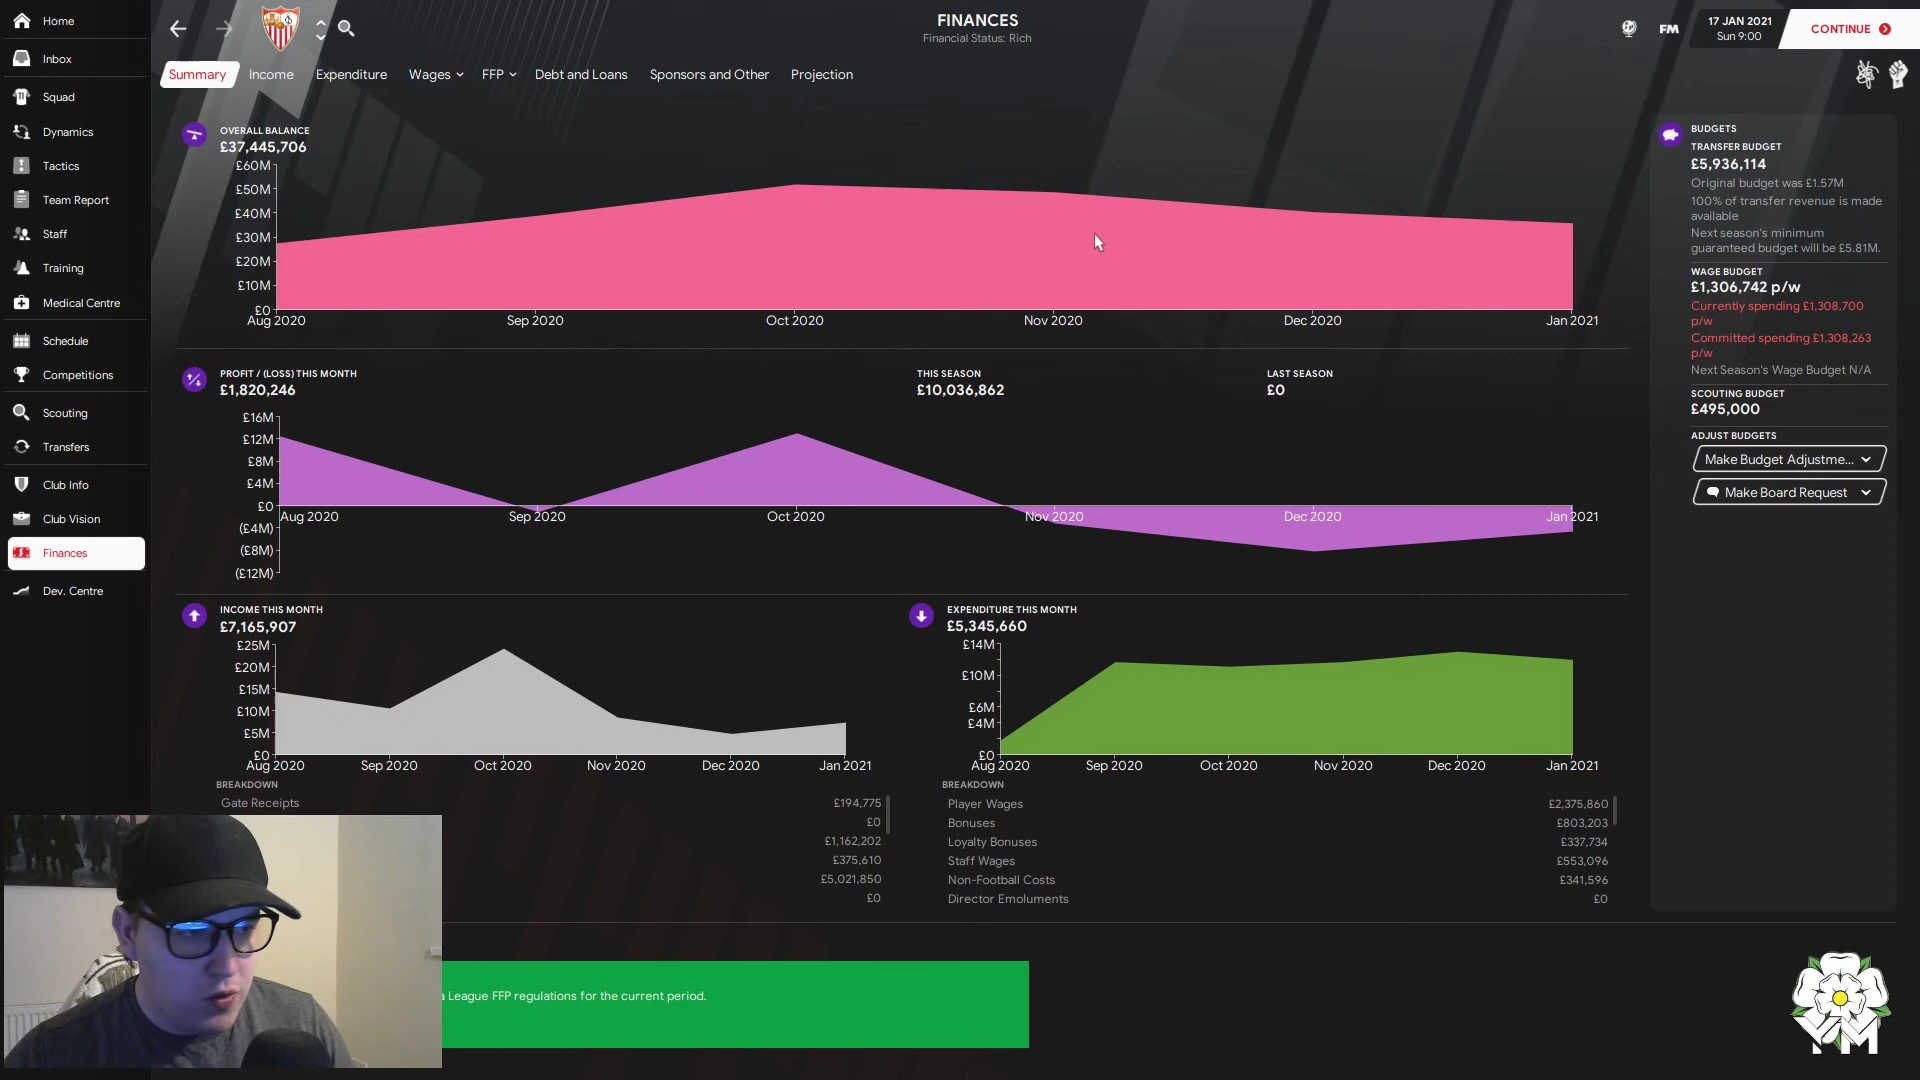 Home
Inbox
Squad
Dynamics
Tactics
Team Report
Staff
Training
Medical Centre
Schedule
Competitions
Scouting
Transfers
Club Info
Club Vision
Finances
Dev. Centre
FINANCES
Financial Status: Rich
FM
17 JAN 2021
Sun 9:00
CONTINUE
Summary Income Expenditure Wages FFP Debt and Loans Sponsors and Other Projection
OVERALL BALANCE
£37,445,706
£60M
£50M
£40M
£30M
£20M
£10M
£0
Aug 2020 Sep 2020 Oct 2020 Nov 2020 Dec 2020 Jan 2021
PROFIT / (LOSS) THIS MONTH
£1,820,246
THIS SEASON
£10,036,862
LAST SEASON
£0
£16M
£12M
£8M
£4M
£0
(£4M)
(£8M)
(£12M)
Aug 2020 Sep 2020 Oct 2020 Nov 2020 Dec 2020 Jan 2021
INCOME THIS MONTH
£7,165,907
£25M
£20M
£15M
£10M
£5M
£0
Aug 2020 Sep 2020 Oct 2020 Nov 2020 Dec 2020 Jan 2021
BREAKDOWN
Gate Receipts £194,775
£0
£1,162,202
£375,610
£5,021,850
£0
EXPENDITURE THIS MONTH
£5,345,660
£14M
£10M
£6M
£4M
£0
Aug 2020 Sep 2020 Oct 2020 Nov 2020 Dec 2020 Jan 2021
BREAKDOWN
Player Wages £2,375,860
Bonuses £803,203
Loyalty Bonuses £337,734
Staff Wages £553,096
Non-Football Costs £341,596
Director Emoluments £0
a League FFP regulations for the current period.
BUDGETS
TRANSFER BUDGET
£5,936,114
Original budget was £1.57M
100% of transfer revenue is made
available
Next season's minimum
guaranteed budget will be £5.81M.
WAGE BUDGET
£1,306,742 p/w
Currently spending £1,308,700
p/w
Committed spending £1,308,263
p/w
Next Season's Wage Budget N/A
SCOUTING BUDGET
£495,000
ADJUST BUDGETS
Make Budget Adjustme...
Make Board Request
YM